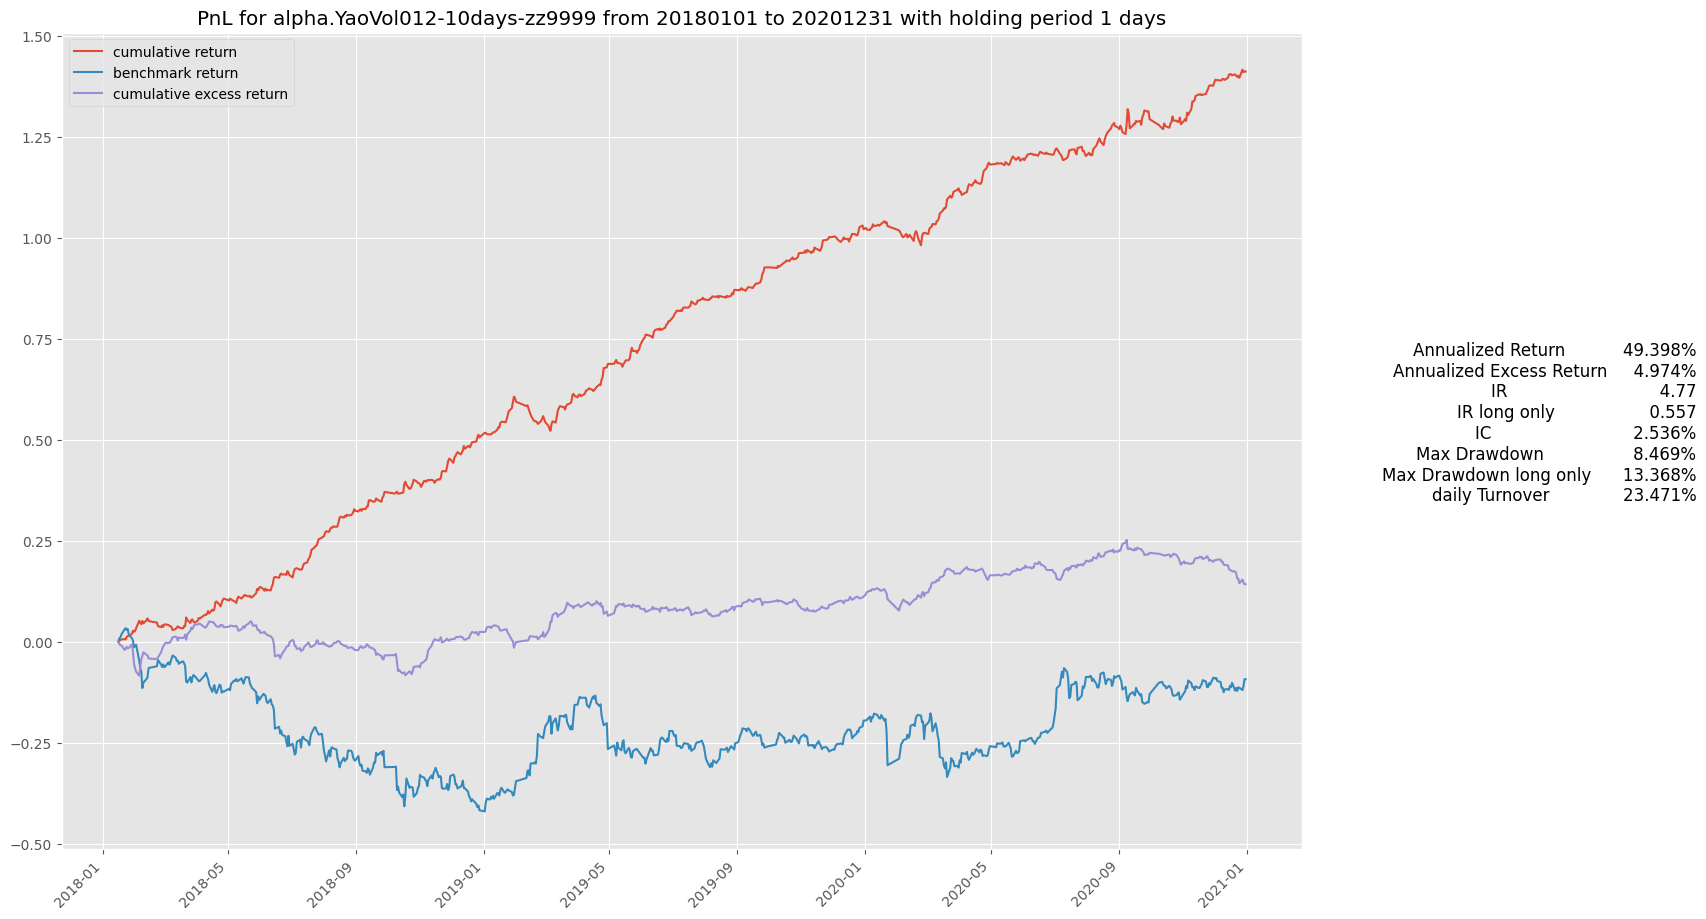 PnL for alpha.YaoVol012-10days-zz9999 from 20180101 to 20201231 with holding period 1 days
cumulative return
benchmark return
cumulative excess return
1.50
1.25
1.00
0.75
0.50
0.25
0.00
−0.25
−0.50
2018-01
2018-05
2018-09
2019-01
2019-05
2019-09
2020-01
2020-05
2020-09
2021-01
Annualized Return 49.398%
Annualized Excess Return 4.974%
IR 4.77
IR long only 0.557
IC 2.536%
Max Drawdown 8.469%
Max Drawdown long only 13.368%
daily Turnover 23.471%